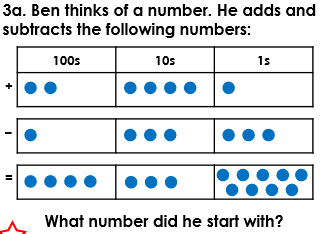 3a. Ben thinks of a number. He adds and
subtracts the following numbers:
100s 10s 1s
+
–
=
What number did he start with?